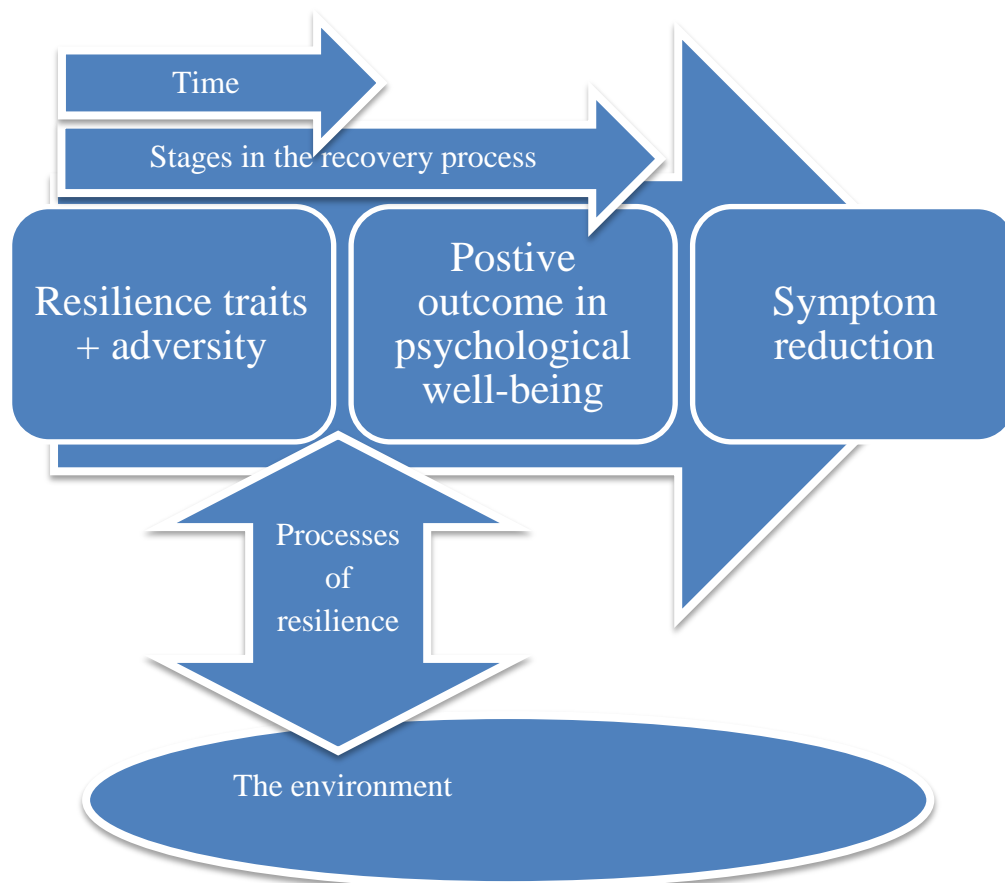 Time
Stages in the recovery process
Resilience traits
+ adversity
Postive
outcome in
psychological
well-being
Symptom
reduction
Processes
of
resilience
The environment